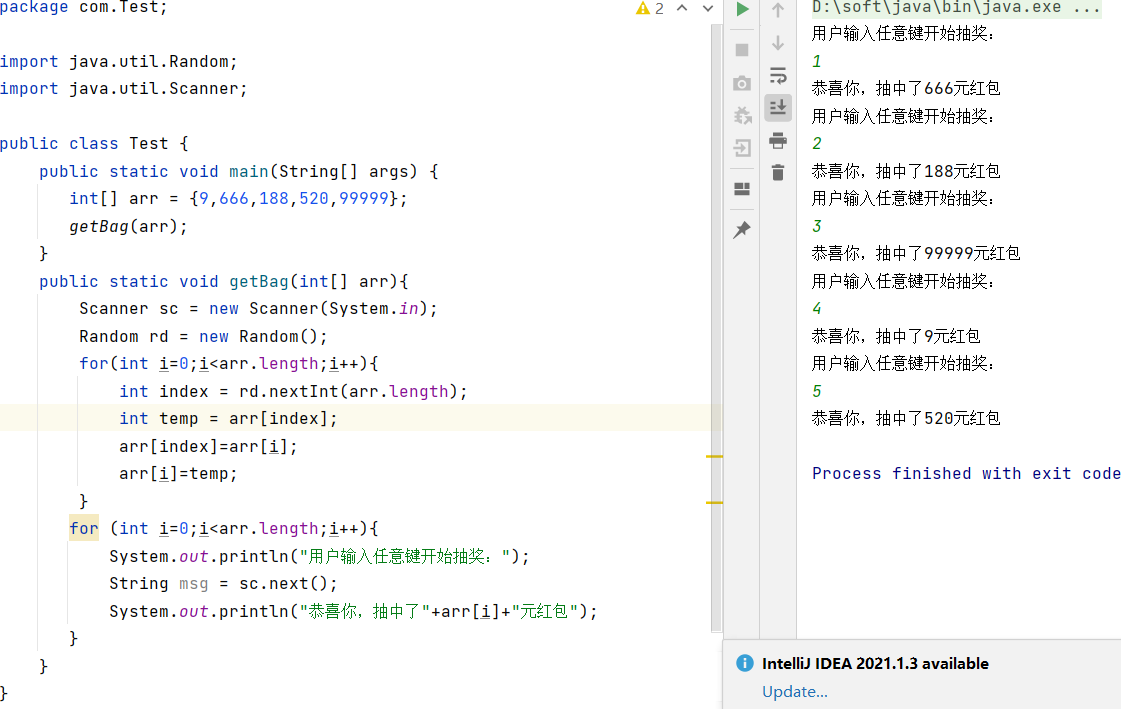 package com.Test;
import java.util.Random;
import java.util.Scanner;
public class Test {
public static void main(String[] args) {
int[] arr = {9,666,188,520,99999};
getBag(arr);
}
public static void getBag(int[] arr){
Scanner sc = new Scanner(System.in);
Random rd = new Random();
for(int i=0;i<arr.length;i++){
int index = rd.nextInt(arr.length);
int temp = arr[index];
arr[index]=arr[i];
arr[i]=temp;
}
for (int i=0;i<arr.length;i++){
System.out.println("用户输入任意键开始抽奖：");
String msg = sc.next();
System.out.println("恭喜你，抽中了"+arr[i]+"元红包");
}
}
}
2
D:\soft\java\bin\java.exe ...
用户输入任意键开始抽奖：
1
恭喜你，抽中了666元红包
用户输入任意键开始抽奖：
2
恭喜你，抽中了188元红包
用户输入任意键开始抽奖：
3
恭喜你，抽中了99999元红包
用户输入任意键开始抽奖：
4
恭喜你，抽中了9元红包
用户输入任意键开始抽奖：
5
恭喜你，抽中了520元红包
Process finished with exit code
IntelliJ IDEA 2021.1.3 available
Update...